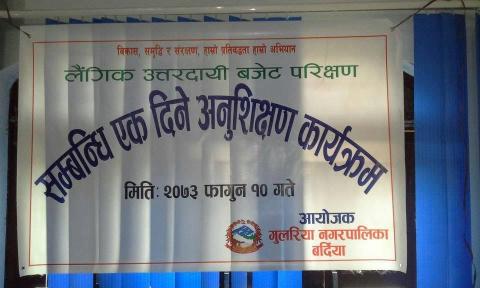 विकास, समृद्धि र संरक्षण, हाम्रो प्रतिवद्धता हाम्रो अभियान
लैंगिक उत्तरदायी बजेट परिक्षण
सम्बन्धि एक दिने अनुशिक्षण कार्यक्रम
मिति: २०७३ फागुन १० गते
आयोजक
गुलरिया नगरपालिका
बर्दिया